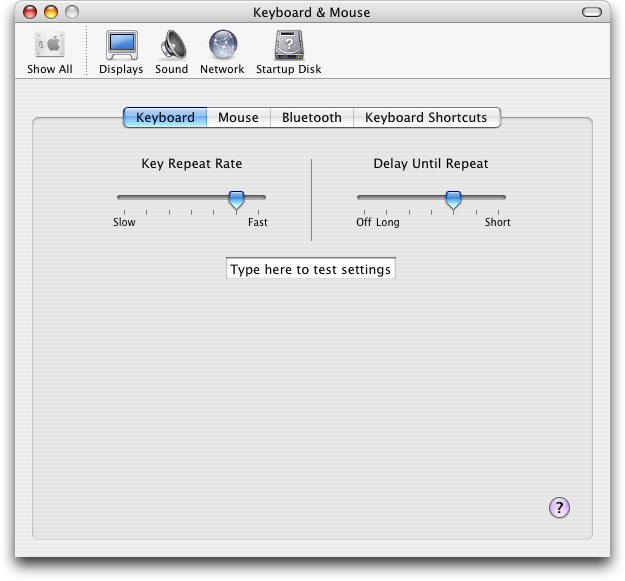 Keyboard & Mouse
Show All Displays Sound Network Startup Disk
Keyboard Mouse Bluetooth Keyboard Shortcuts
Key Repeat Rate Delay Until Repeat
Slow Fast Off Long Short
Type here to test settings
?